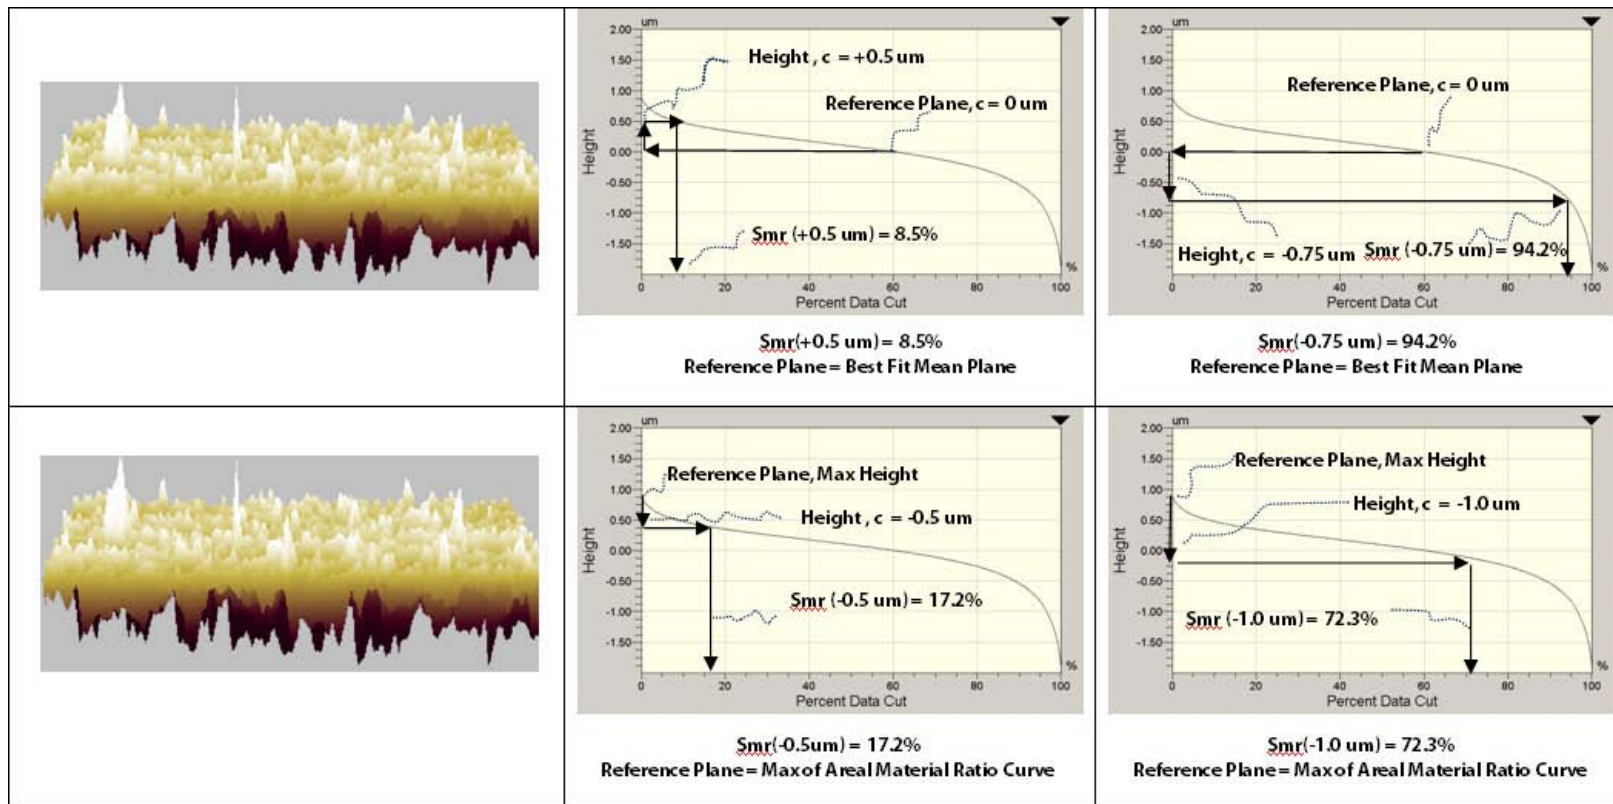 um
2.00
1.50
1.00
0.50
0.00
-0.50
-1.00
-1.50
Height
Height , c = +0.5 um
Reference Plane, c = 0 um
Smr (+0.5 um) = 8.5%
%
0 20 40 60 80 100
Percent Data Cut
Smr(+0.5 um) = 8.5%
Reference Plane = Best Fit Mean Plane
um
2.00
1.50
1.00
0.50
0.00
-0.50
-1.00
-1.50
Height
Reference Plane, c = 0 um
Height, c = -0.75 um
Smr (-0.75 um) = 94.2%
%
0 20 40 60 80 100
Percent Data Cut
Smr(-0.75 um) = 94.2%
Reference Plane = Best Fit Mean Plane
um
2.00
1.50
1.00
0.50
0.00
-0.50
-1.00
-1.50
Height
Reference Plane, Max Height
Height , c = -0.5 um
Smr (-0.5 um) = 17.2%
%
0 20 40 60 80 100
Percent Data Cut
Smr(-0.5um) = 17.2%
Reference Plane = Max of Areal Material Ratio Curve
um
2.00
1.50
1.00
0.50
0.00
-0.50
-1.00
-1.50
Height
Reference Plane, Max Height
Height, c = -1.0 um
Smr (-1.0 um) = 72.3%
%
0 20 40 60 80 100
Percent Data Cut
Smr(-1.0 um) = 72.3%
Reference Plane = Max of Areal Material Ratio Curve